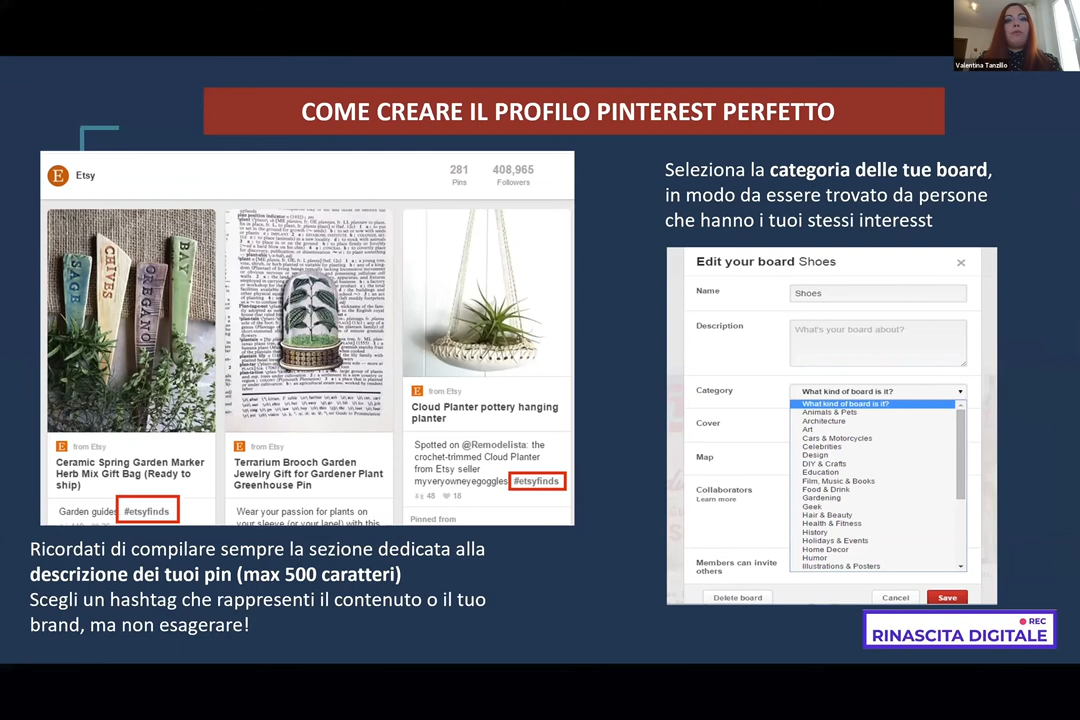 Valentina Tanzillo
COME CREARE IL PROFILO PINTEREST PERFETTO
E
Etsy
281
Pins
408,965
Followers
SAGE
CHIVES
OREGANO
BAY
from Etsy
Ceramic Spring Garden Marker
Herb Mix Gift Bag (Ready to
ship)
Garden guides #etsyfinds
from Etsy
Terrarium Brooch Garden
Jewelry Gift for Gardener Plant
Greenhouse Pin
Wear your passion for plants on
your sleeve (or your lapel) with this
from Etsy
Cloud Planter pottery hanging
planter
Spotted on @Remodelista: the
crochet-trimmed Cloud Planter
from Etsy seller
myveryowneyegoggles #etsyfinds
48 18
Pinned from
Ricordati di compilare sempre la sezione dedicata alla
descrizione dei tuoi pin (max 500 caratteri)
Scegli un hashtag che rappresenti il contenuto o il tuo
brand, ma non esagerare!
Seleziona la categoria delle tue board,
in modo da essere trovato da persone
che hanno i tuoi stessi interesst
Edit your board Shoes
Name
Shoes
Description
What's your board about?
Category
What kind of board is it?
What kind of board is it?
Animals & Pets
Architecture
Art
Cars & Motorcycles
Celebrities
Design
DIY & Crafts
Education
Film, Music & Books
Food & Drink
Gardening
Geek
Hair & Beauty
Health & Fitness
History
Holidays & Events
Home Decor
Humor
Illustrations & Posters
Cover
Map
Collaborators
Learn more
Members can invite
others
Delete board
Cancel
Save
REC
RINASCITA DIGITALE